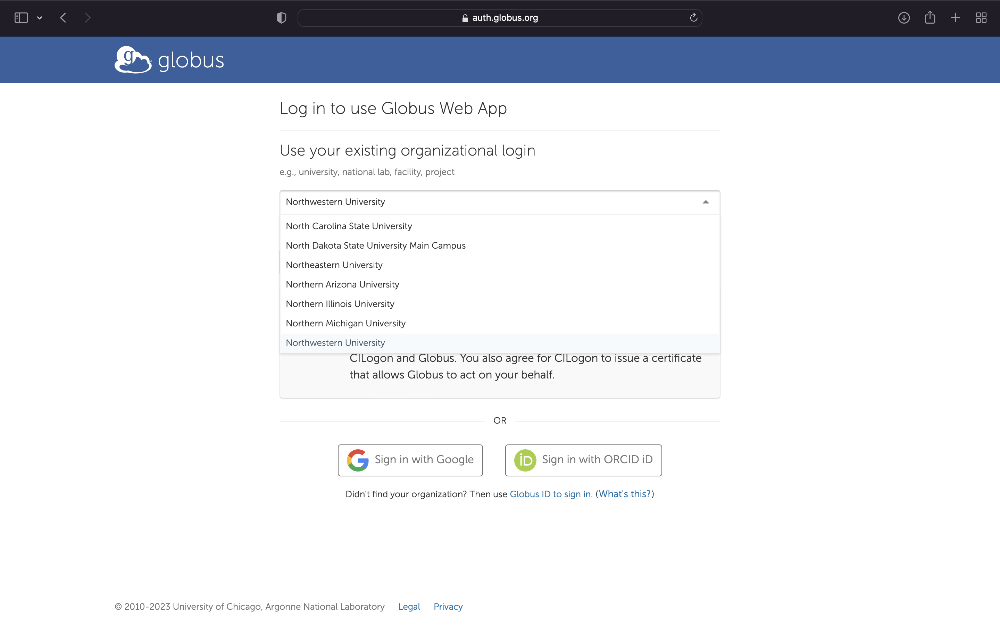 auth.globus.org
g globus
Log in to use Globus Web App
Use your existing organizational login
e.g., university, national lab, facility, project
Northwestern University
North Carolina State University
North Dakota State University Main Campus
Northeastern University
Northern Arizona University
Northern Illinois University
Northern Michigan University
Northwestern University
CILogon and Globus. You also agree for CILogon to issue a certificate
that allows Globus to act on your behalf.
OR
Sign in with Google
iD Sign in with ORCID iD
Didn't find your organization? Then use Globus ID to sign in. (What's this?)
© 2010-2023 University of Chicago, Argonne National Laboratory Legal Privacy